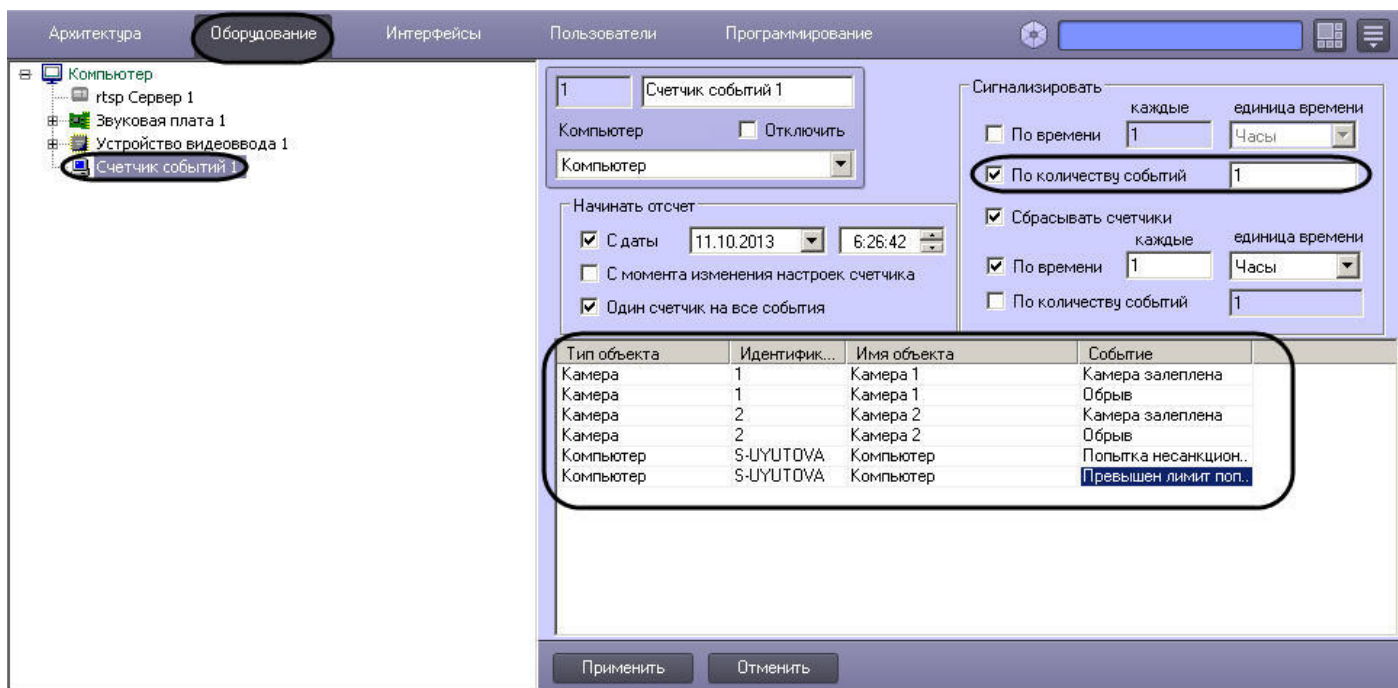 Архитектура Оборудование Интерфейсы Пользователи Программирование
Компьютер
rtsp Сервер 1
Звуковая плата 1
Устройство видеоввода 1
Счетчик событий 1
1 Счетчик событий 1
Компьютер Отключить
Компьютер
Начинать отсчет
С даты 11.10.2013 6:26:42
С момента изменения настроек счетчика
Один счетчик на все события
Сигнализировать
каждые единица времени
По времени 1 Часы
По количеству событий 1
Сбрасывать счетчики
каждые единица времени
По времени 1 Часы
По количеству событий 1
Тип объекта Идентифик... Имя объекта Событие
Камера 1 Камера 1 Камера залеплена
Камера 1 Камера 1 Обрыв
Камера 2 Камера 2 Камера залеплена
Камера 2 Камера 2 Обрыв
Компьютер S-UYUTOVA Компьютер Попытка несанкцион..
Компьютер S-UYUTOVA Компьютер Превышен лимит поп..
Применить Отменить